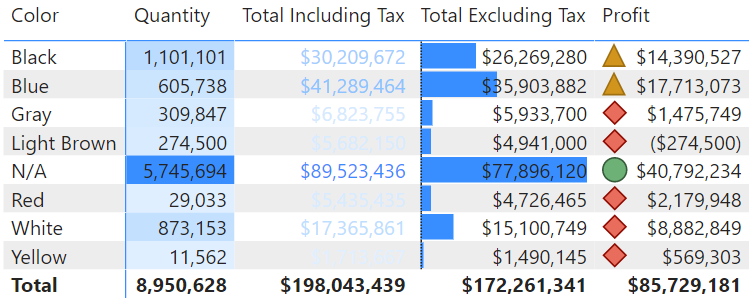 Color Quantity Total Including Tax Total Excluding Tax Profit
Black 1,101,101 $30,209,672 $26,269,280 $14,390,527
Blue 605,738 $41,289,464 $35,903,882 $17,713,073
Gray 309,847 $6,823,755 $5,933,700 $1,475,749
Light Brown 274,500 $5,682,150 $4,941,000 ($274,500)
N/A 5,745,694 $89,523,436 $77,896,120 $40,792,234
Red 29,033 $5,435,435 $4,726,465 $2,179,948
White 873,153 $17,365,861 $15,100,749 $8,882,849
Yellow 11,562 $1,490,145 $569,303
Total 8,950,628 $198,043,439 $172,261,341 $85,729,181